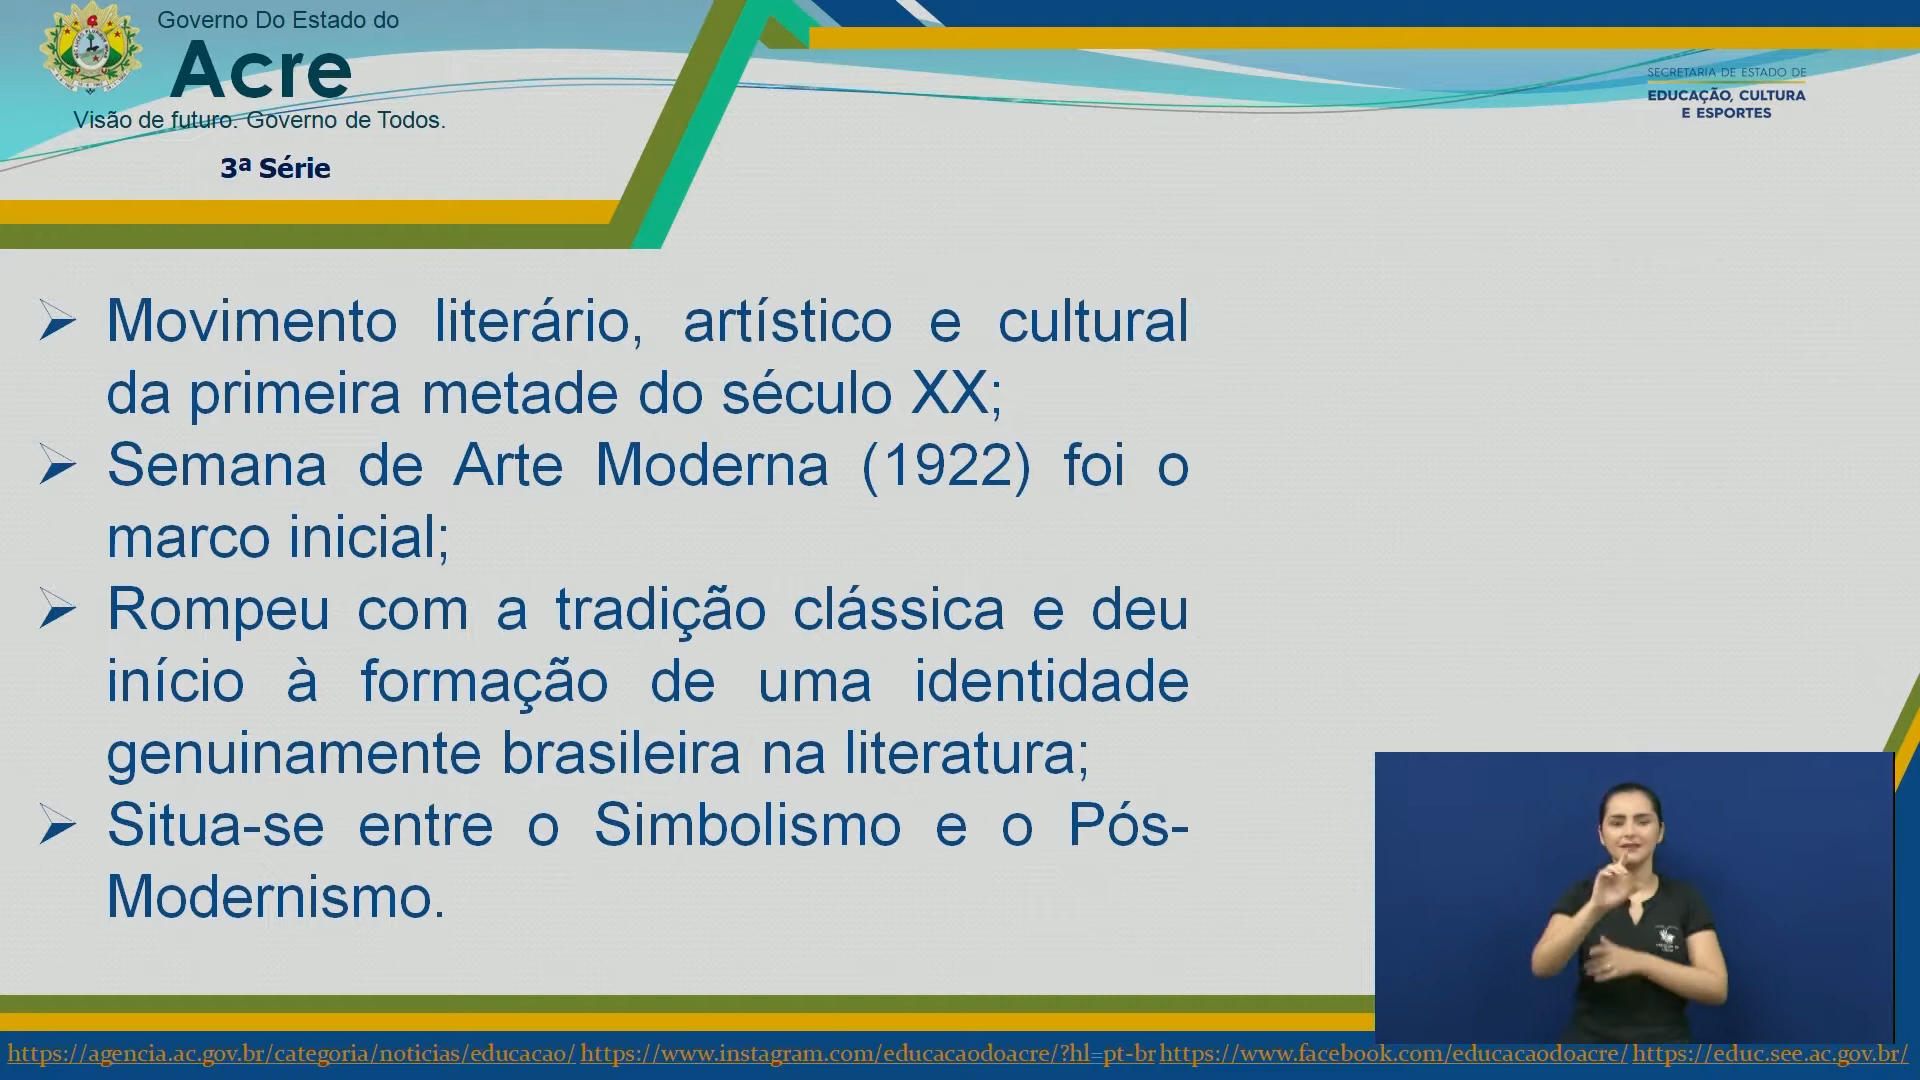 Governo Do Estado do
Acre
Visão de futuro. Governo de Todos.
3ª Série
SECRETARIA DE ESTADO DE
EDUCAÇÃO, CULTURA
E ESPORTES
➢ Movimento literário, artístico e cultural
da primeira metade do século XX;
➢ Semana de Arte Moderna (1922) foi o
marco inicial;
➢ Rompeu com a tradição clássica e deu
início à formação de uma identidade
genuinamente brasileira na literatura;
➢ Situa-se entre o Simbolismo e o Pós-
Modernismo.
https://agencia.ac.gov.br/categoria/noticias/educacao/ https://www.instagram.com/educacaodoacre/?hl=pt-br https://www.facebook.com/educacaodoacre/ https://educ.see.ac.gov.br/